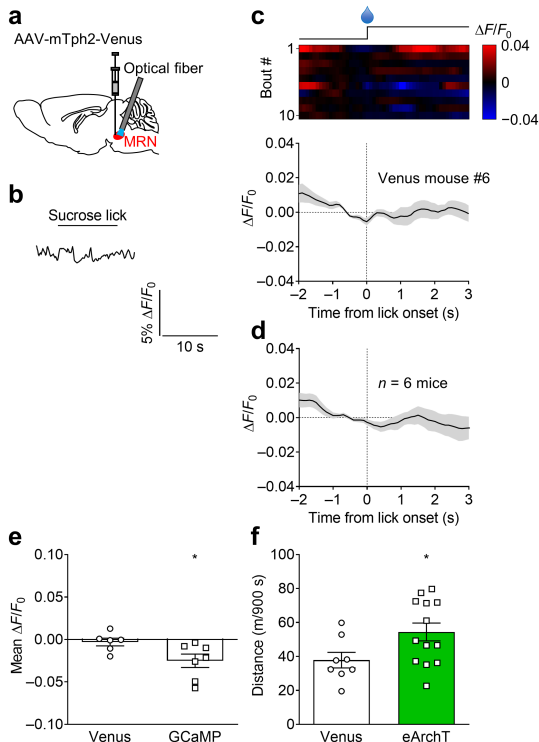 a
AAV-mTph2-Venus
Optical fiber
MRN
b
Sucrose lick
5% ΔF/F0
10 s
c
ΔF/F0
Bout #
1
10
0.04
0
−0.04
ΔF/F0
0.04
0.02
0.00
−0.02
−0.04
Venus mouse #6
−2 −1 0 1 2 3
Time from lick onset (s)
d
ΔF/F0
0.04
0.02
−0.00
−0.02
−0.04
n = 6 mice
−2 −1 0 1 2 3
Time from lick onset (s)
e
Mean ΔF/F0
0.10
0.05
−0.00
−0.05
−0.10
*
Venus GCaMP
f
Distance (m/900 s)
100
80
60
40
20
0
*
Venus eArchT